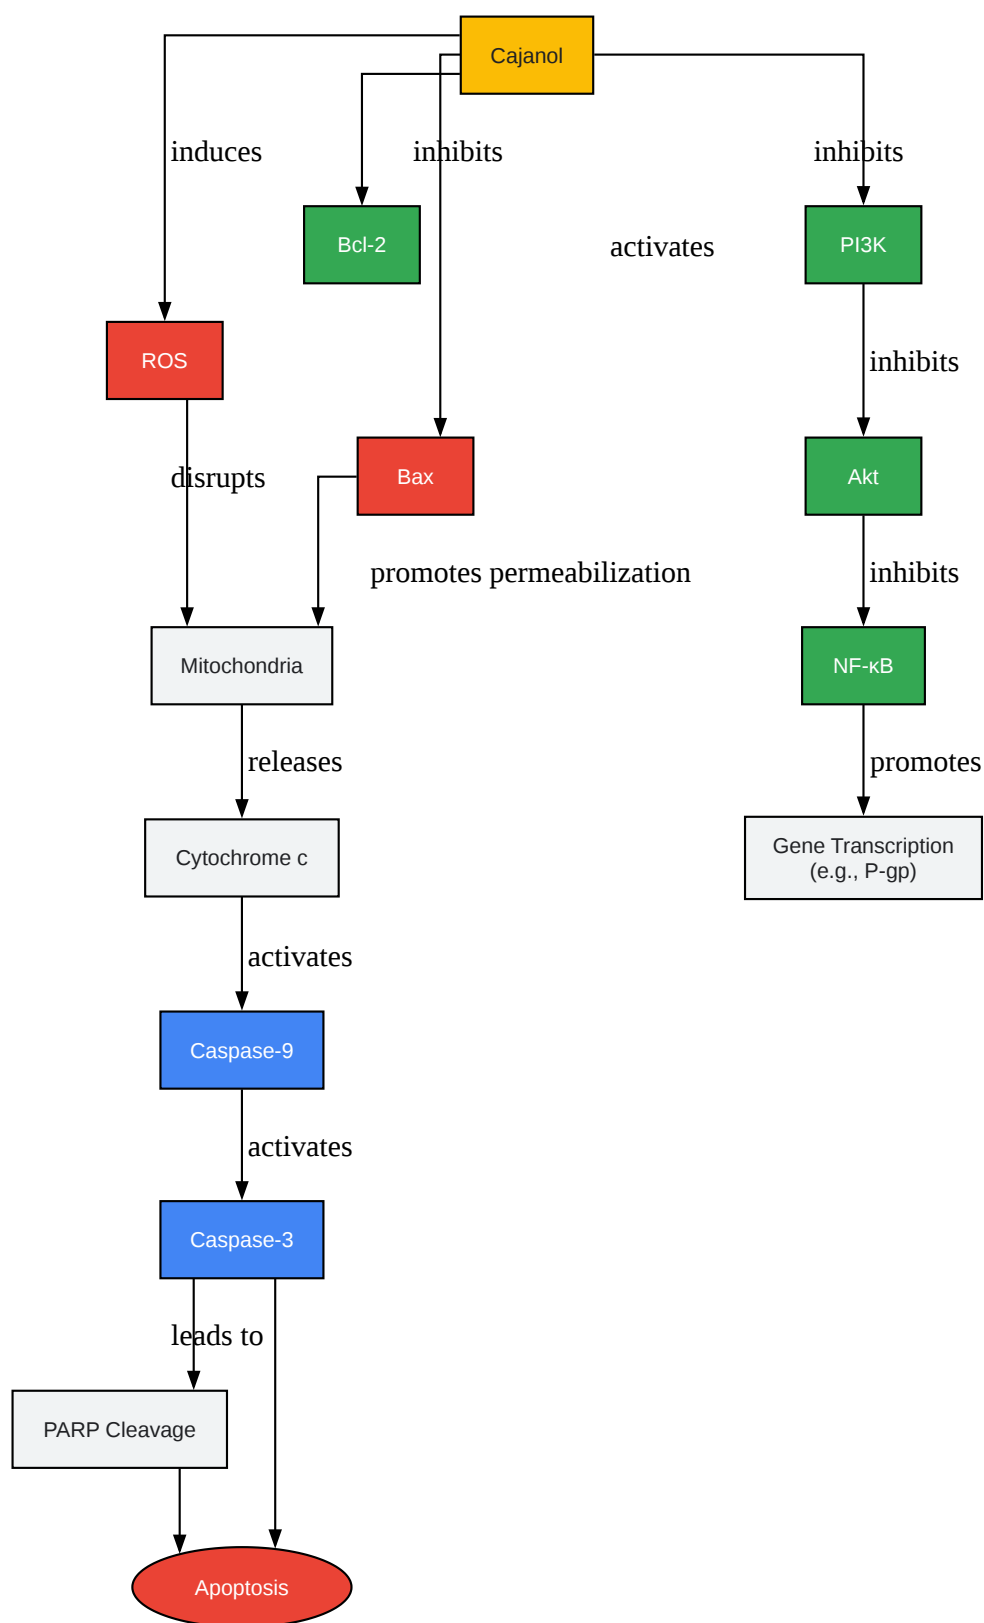 Cajanol
induces
inhibits
inhibits
Bcl-2
activates
PI3K
ROS
inhibits
disrupts
Bax
Akt
promotes permeabilization
inhibits
Mitochondria
NF-κB
releases
promotes
Cytochrome c
Gene Transcription
(e.g., P-gp)
activates
Caspase-9
activates
Caspase-3
leads to
PARP Cleavage
Apoptosis